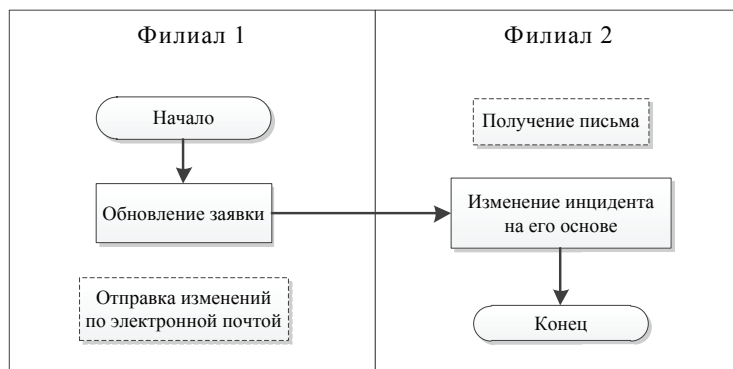 Филиал 1
Начало
Обновление заявки
Отправка изменений
по электронной почтой
Филиал 2
Получение письма
Изменение инцидента
на его основе
Конец